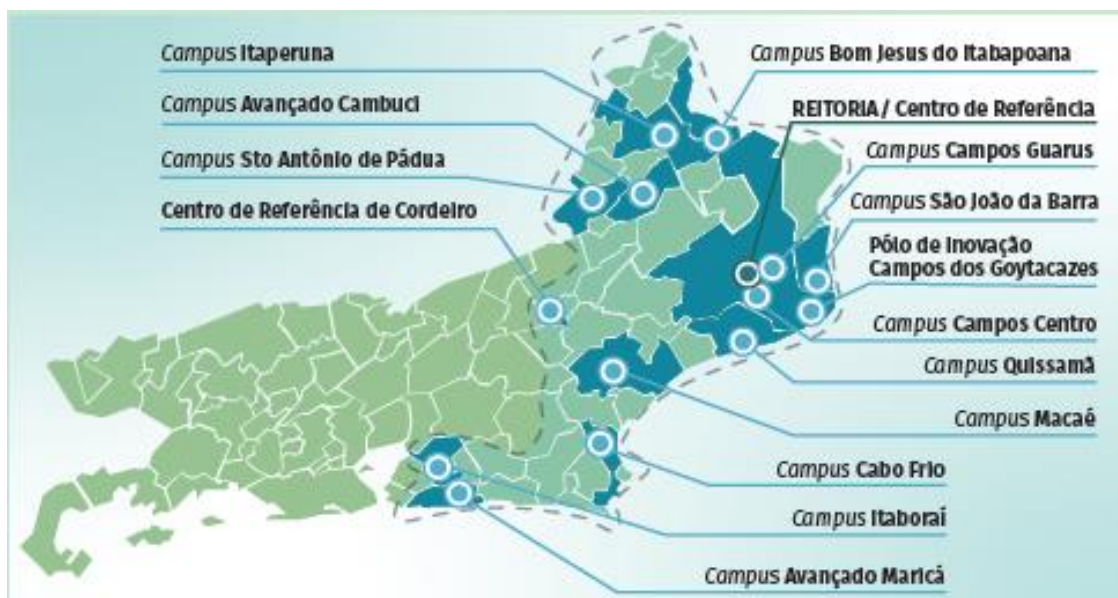 Campus Itaperuna
Campus Avançado Cambuci
Campus Sto Antônio de Pádua
Centro de Referência de Cordeiro
Campus Bom Jesus do Itabapoana
REITORIA / Centro de Referência
Campus Campos Guarus
Campus São João da Barra
Pólo de Inovação
Campos dos Goytacazes
Campus Campos Centro
Campus Quissamã
Campus Macaé
Campus Cabo Frio
Campus Itaboraí
Campus Avançado Maricá